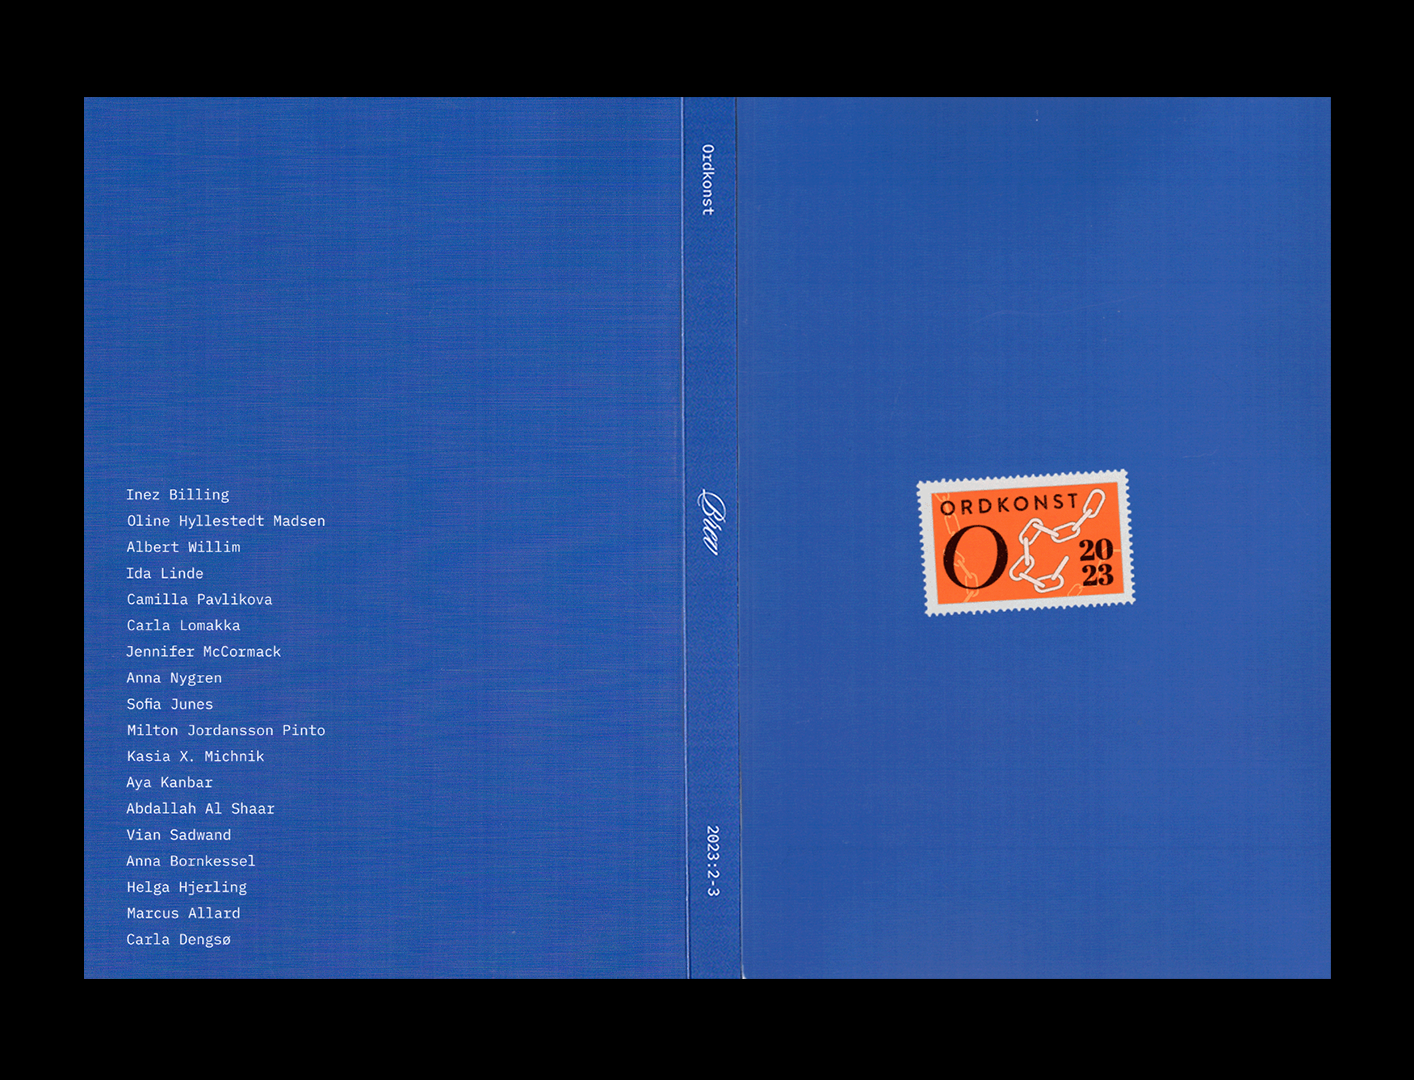 Inez Billing
Oline Hyllestedt Madsen
Albert Willim
Ida Linde
Camilla Pavlikova
Carla Lomakka
Jennifer McCormack
Anna Nygren
Sofia Junes
Milton Jordansson Pinto
Kasia X. Michnik
Aya Kanbar
Abdallah Al Shaar
Vian Sadwand
Anna Bornkessel
Helga Hjerling
Marcus Allard
Carla Dengsø
Ordkonst
Brev
2023:2-3
ORDKONST
O
20
23